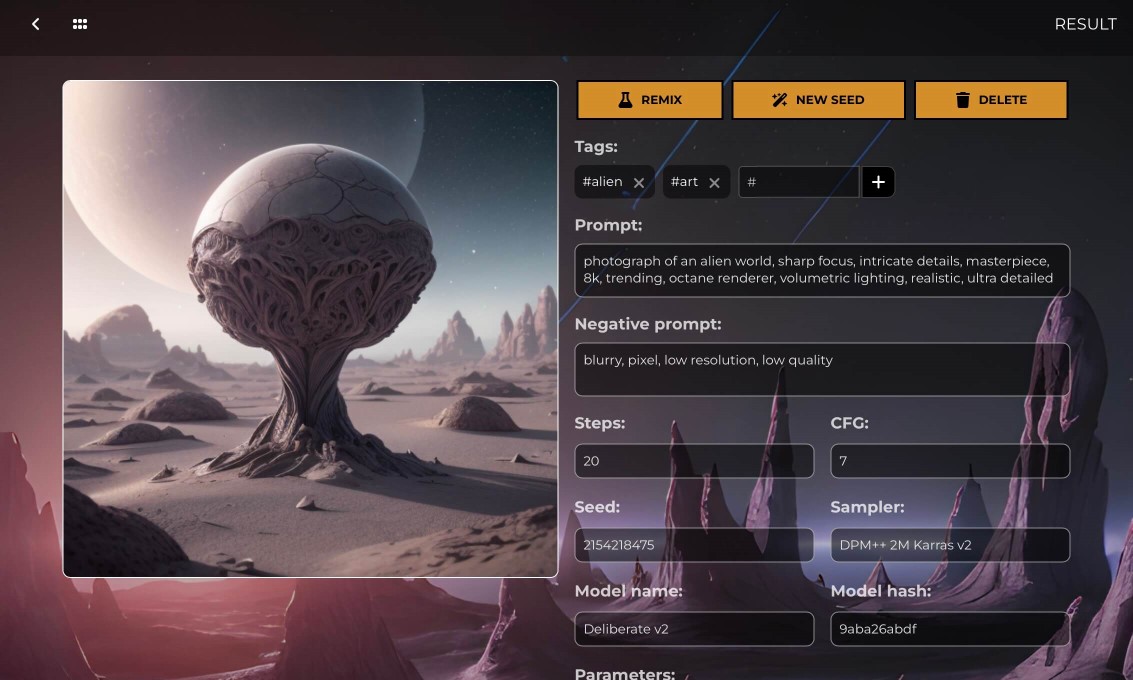 RESULT
REMIX
NEW SEED
DELETE
Tags:
#alien
#art
#
+
Prompt:
photograph of an alien world, sharp focus, intricate details, masterpiece,
8k, trending, octane renderer, volumetric lighting, realistic, ultra detailed
Negative prompt:
blurry, pixel, low resolution, low quality
Steps:
CFG:
20
7
Seed:
Sampler:
2154218475
DPM++ 2M Karras v2
Model name:
Model hash:
Deliberate v2
9aba26abdf
Parameters: